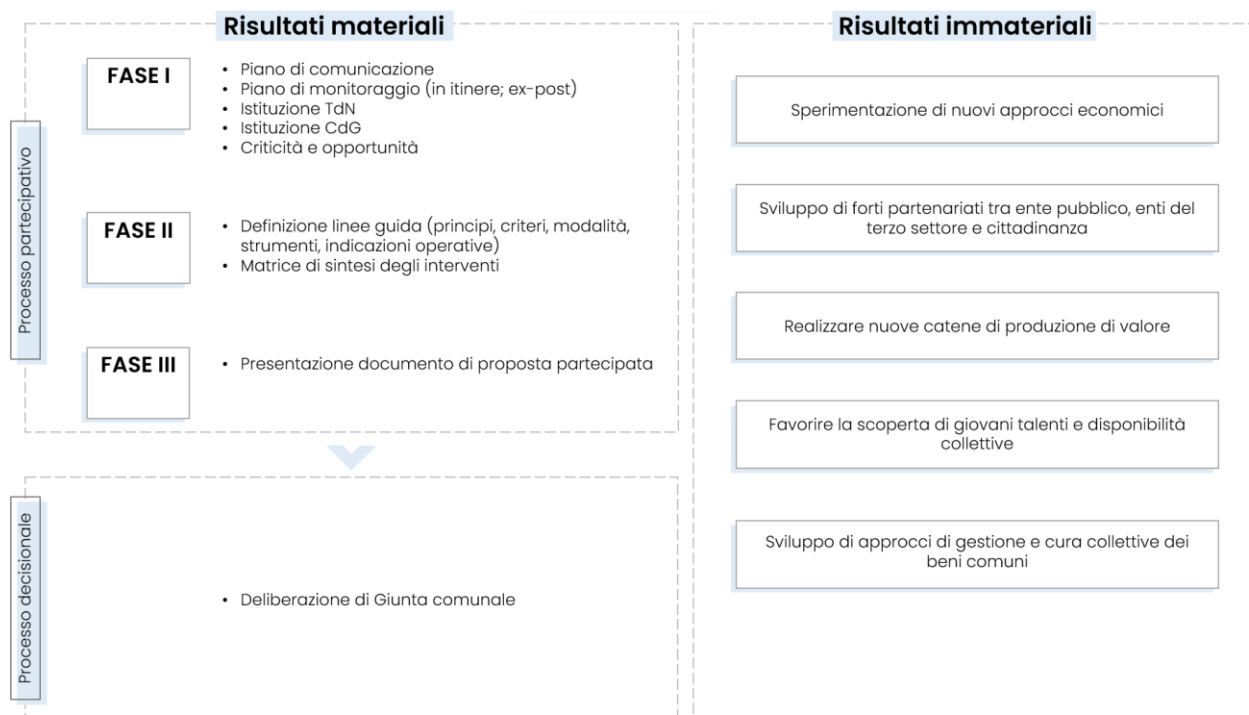 Risultati materiali
Processo partecipativo
FASE I
• Piano di comunicazione
• Piano di monitoraggio (in itinere; ex-post)
• Istituzione TdN
• Istituzione CdG
• Criticità e opportunità
FASE II
• Definizione linee guida (principi, criteri, modalità,
strumenti, indicazioni operative)
• Matrice di sintesi degli interventi
FASE III
• Presentazione documento di proposta partecipata
Processo decisionale
• Deliberazione di Giunta comunale
Risultati immateriali
Sperimentazione di nuovi approcci economici
Sviluppo di forti partenariati tra ente pubblico, enti del
terzo settore e cittadinanza
Realizzare nuove catene di produzione di valore
Favorire la scoperta di giovani talenti e disponibilità
collettive
Sviluppo di approcci di gestione e cura collettive dei
beni comuni